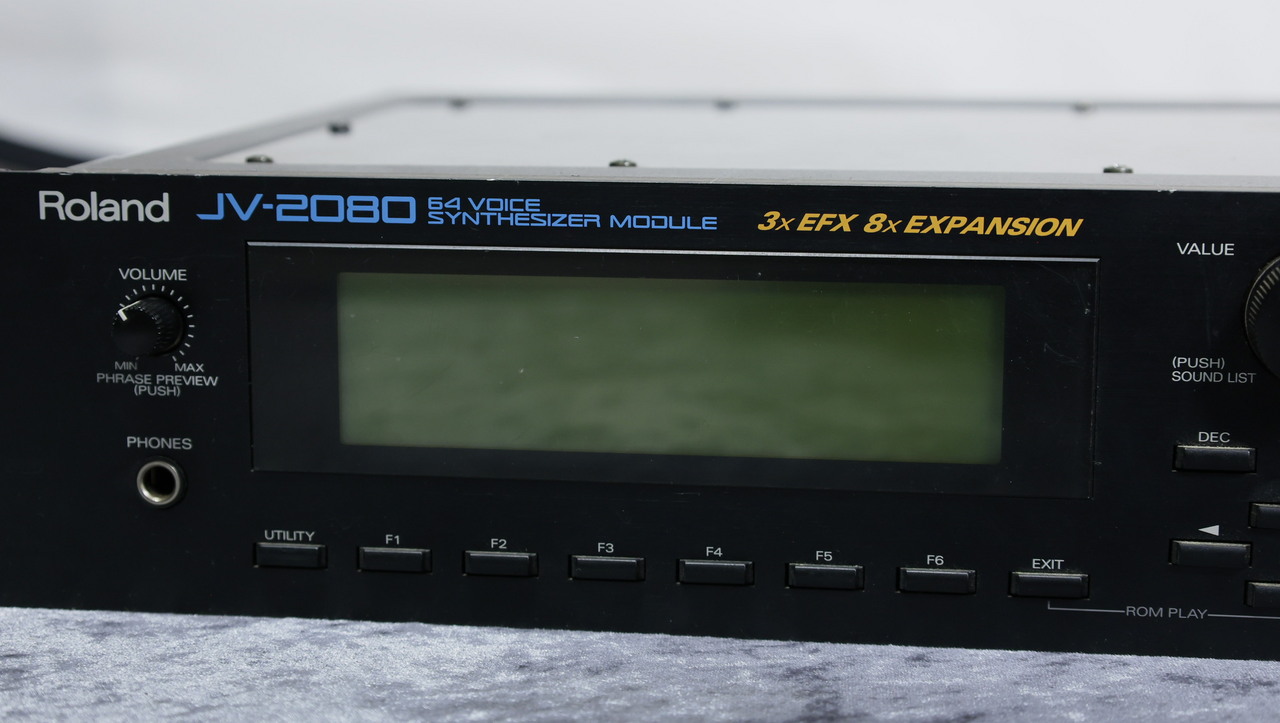 Roland
JV-2080
64 VOICE
SYNTHESIZER MODULE
3x EFX 8x EXPANSION
VALUE
VOLUME
MIN MAX
PHRASE PREVIEW
(PUSH)
(PUSH)
SOUND LIST
PHONES
DEC
UTILITY
F1
F2
F3
F4
F5
F6
EXIT
ROM PLAY